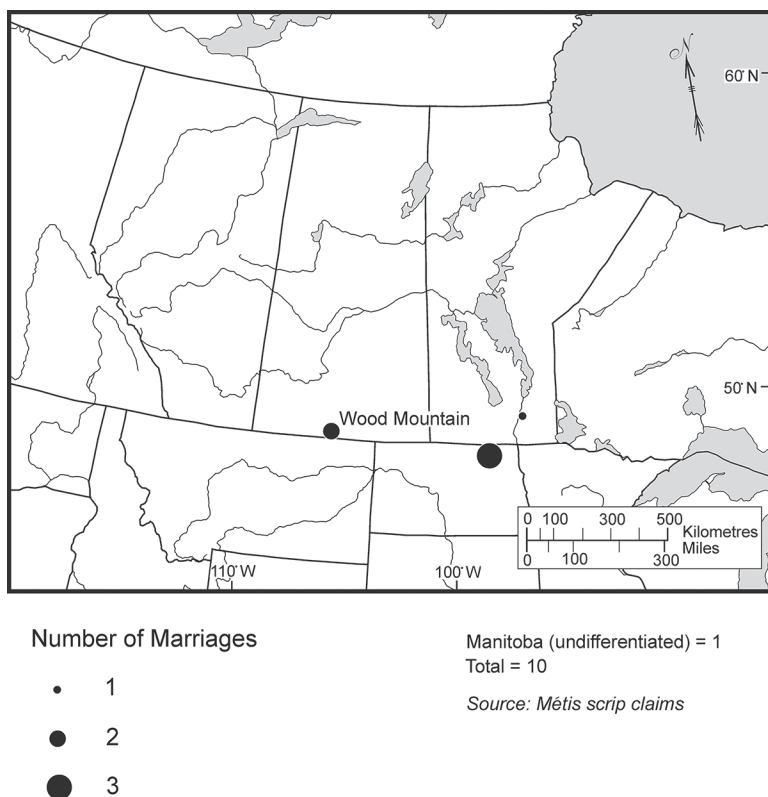 N
60° N
50° N
Wood Mountain
0 100 300 500
Kilometres
Miles
0 100 300
110° W
100° W
Number of Marriages
1
2
3
Manitoba (undifferentiated) = 1
Total = 10
Source: Métis scrip claims